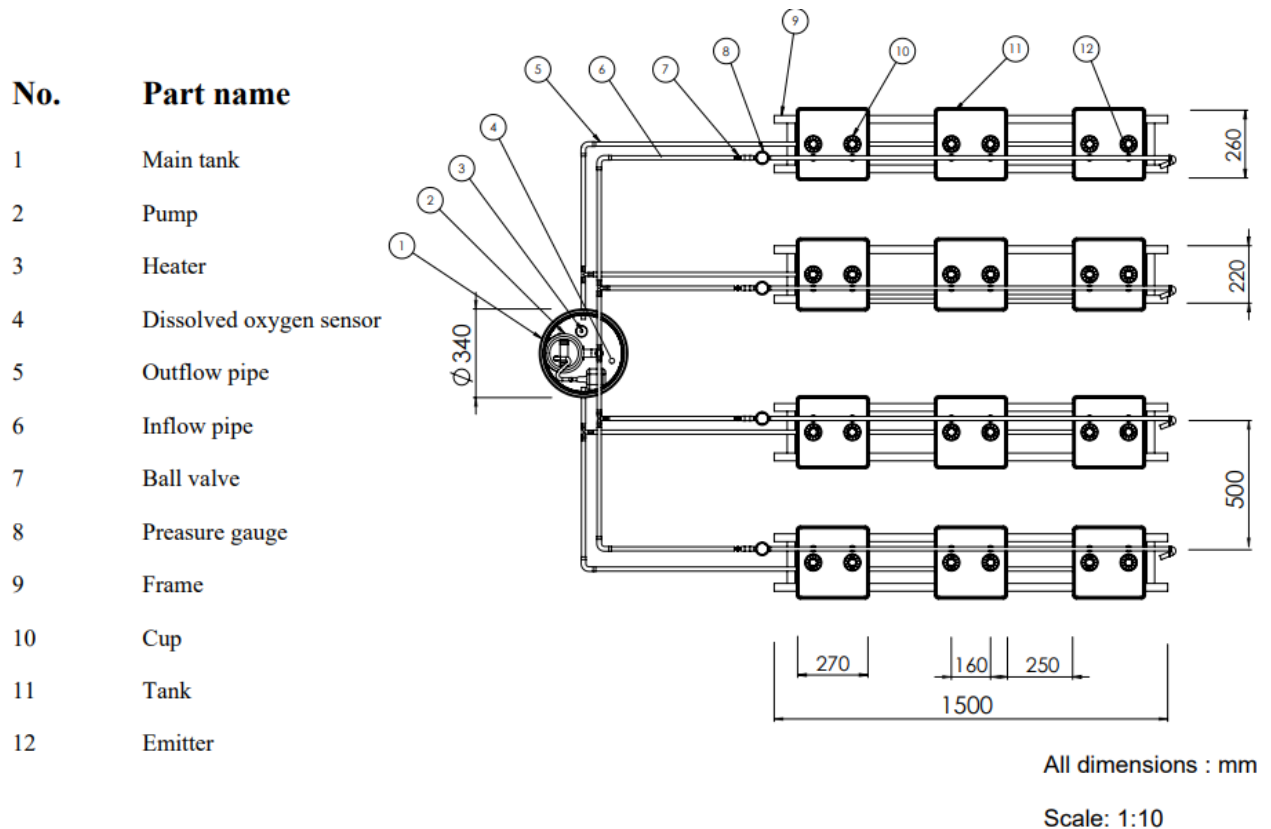 No. Part name
1 Main tank
2 Pump
3 Heater
4 Dissolved oxygen sensor
5 Outflow pipe
6 Inflow pipe
7 Ball valve
8 Preasure gauge
9 Frame
10 Cup
11 Tank
12 Emitter
9
8
10
11
12
5
6
7
4
3
2
1
260
220
Ø 340
500
270
160
250
1500
All dimensions : mm
Scale: 1:10